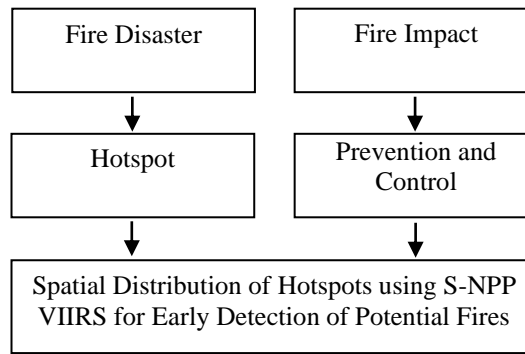 Fire Disaster
Fire Impact
Hotspot
Prevention and
Control
Spatial Distribution of Hotspots using S-NPP
VIIRS for Early Detection of Potential Fires